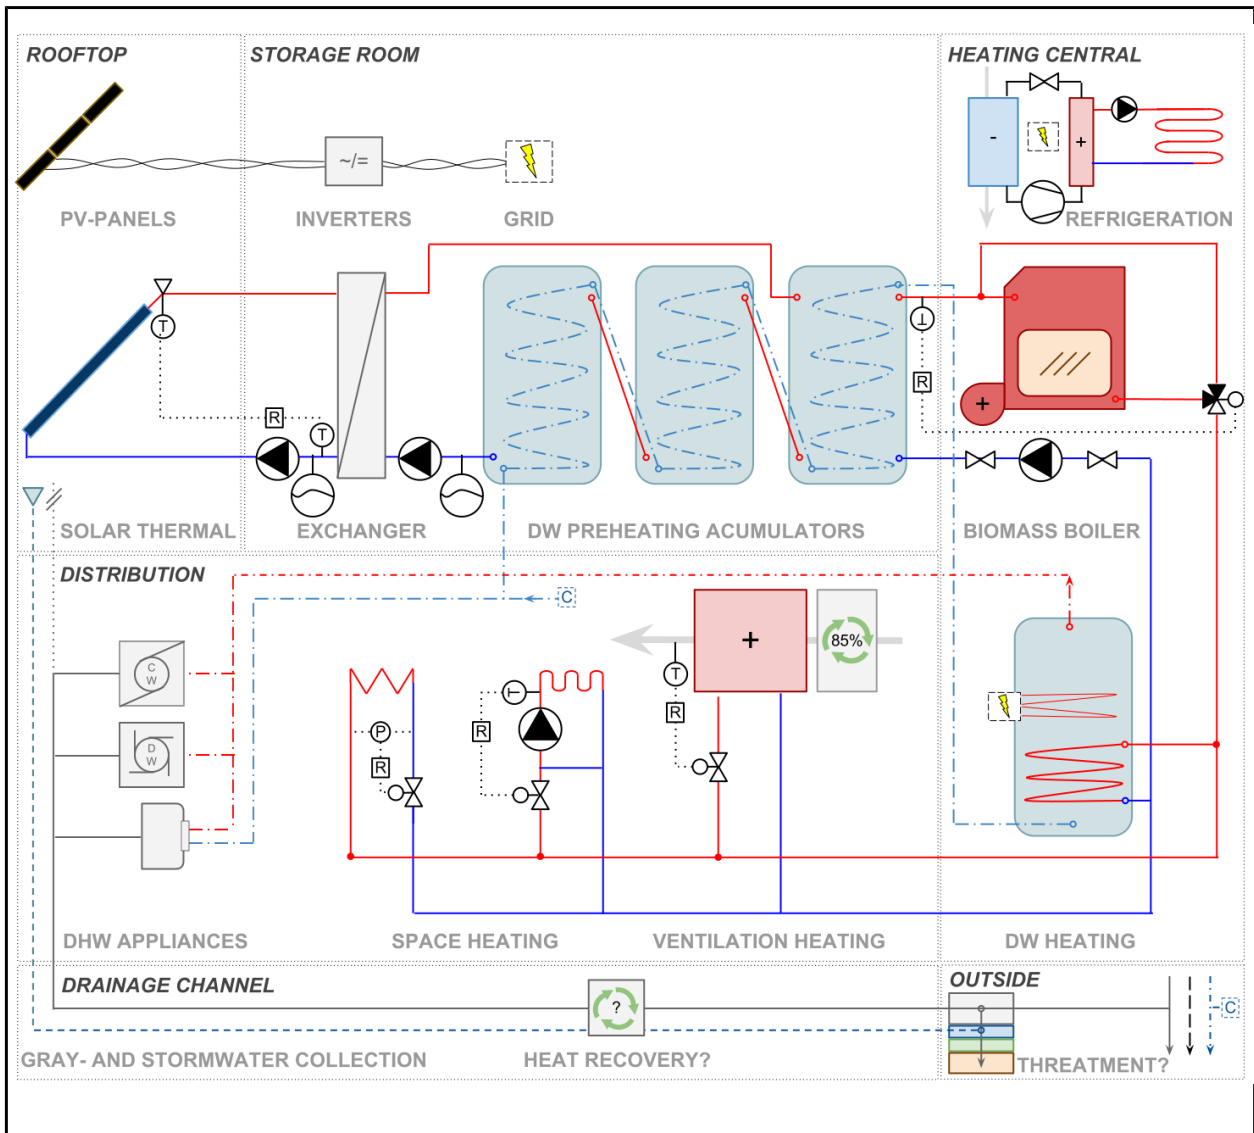 ROOFTOP
STORAGE ROOM
HEATING CENTRAL
~/=
-
+
PV-PANELS
INVERTERS
GRID
REFRIGERATION
T
T
T
R
R
+
SOLAR THERMAL
EXCHANGER
DW PREHEATING ACUMULATORS
BIOMASS BOILER
DISTRIBUTION
C
+
85%
C
W
T
T
P
R
R
R
D
W
DHW APPLIANCES
SPACE HEATING
VENTILATION HEATING
DW HEATING
DRAINAGE CHANNEL
OUTSIDE
?
C
GRAY- AND STORMWATER COLLECTION
HEAT RECOVERY?
THREATMENT?